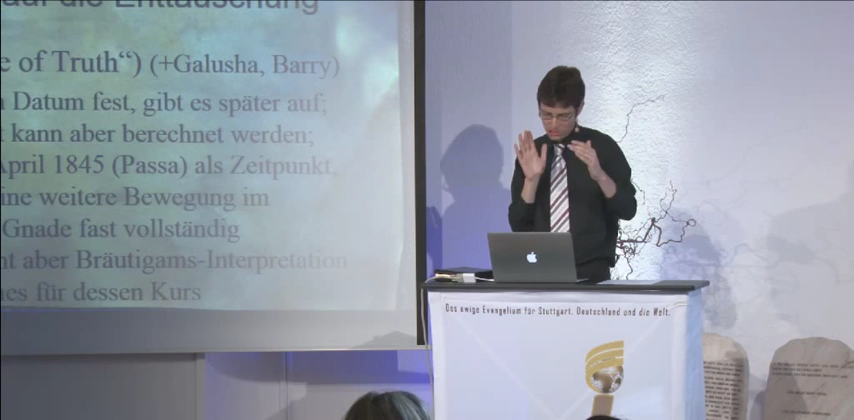 auf die Enttäuschung
e of Truth“) (+Galusha, Barry)
Datum fest, gibt es später auf;
t kann aber berechnet werden;
April 1845 (Passa) als Zeitpunkt,
ine weitere Bewegung im
Gnade fast vollständig
nt aber Bräutigams-Interpretation
nes für dessen Kurs
Das ewige Evangelium für Stuttgart, Deutschland und die Welt.